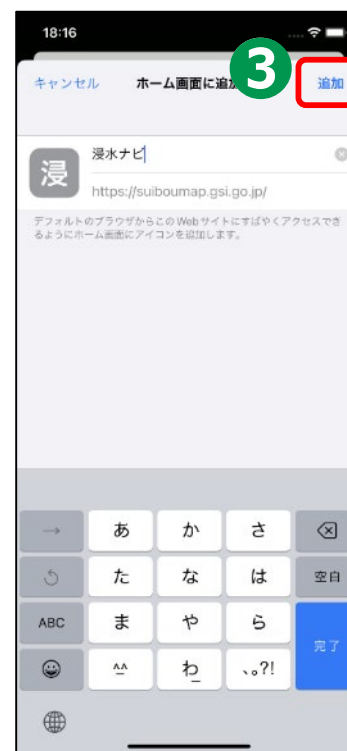 18:16
キャンセル ホーム画面に追加 3 追加
浸 浸水ナビ
https://suiboumap.gsi.go.jp/
デフォルトのブラウザからこのWebサイトにすばやくアクセスでき
るようにホーム画面にアイコンを追加します。
→ あ か さ
た な は 空白
ABC ま や ら
^^ わ 、。?! 完了